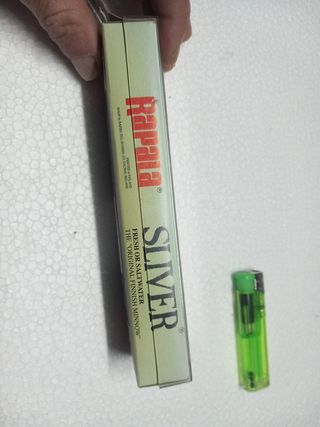 RAPALA®
SLIVER®
FRESH OR SALTWATER
THE "ORIGINAL FINNISH MINNOW"